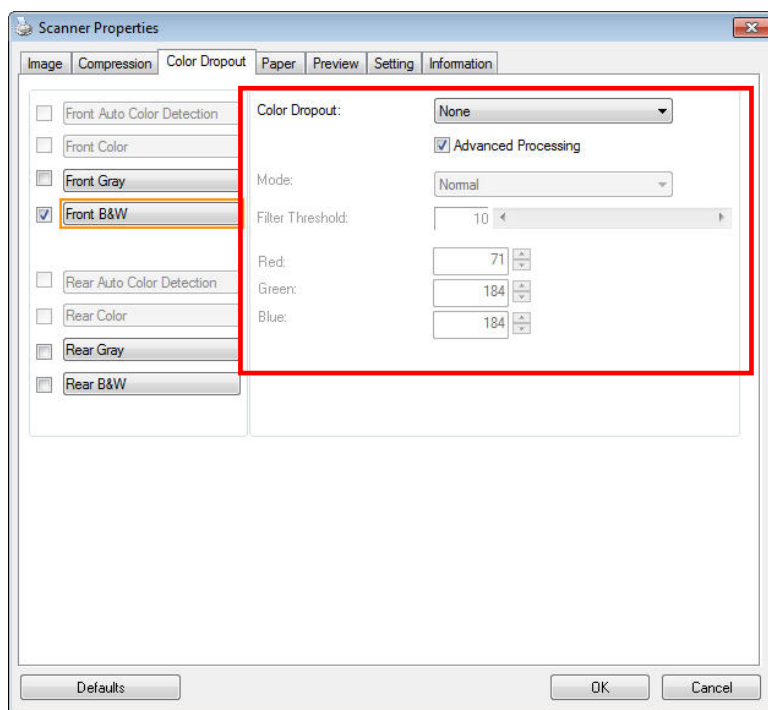 Scanner Properties
Image Compression Color Dropout Paper Preview Setting Information
Front Auto Color Detection
Front Color
Front Gray
Front B&W
Rear Auto Color Detection
Rear Color
Rear Gray
Rear B&W
Color Dropout: None
Advanced Processing
Mode: Normal
Filter Threshold: 10
Red: 71
Green: 184
Blue: 184
Defaults OK Cancel